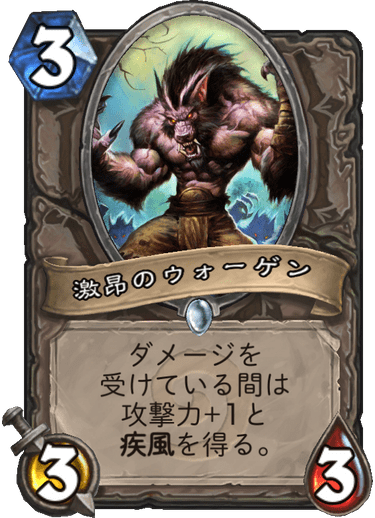 3
激昂のウォーゲン
ダメージを
受けている間は
攻撃力+1と
疾風を得る。
3
3